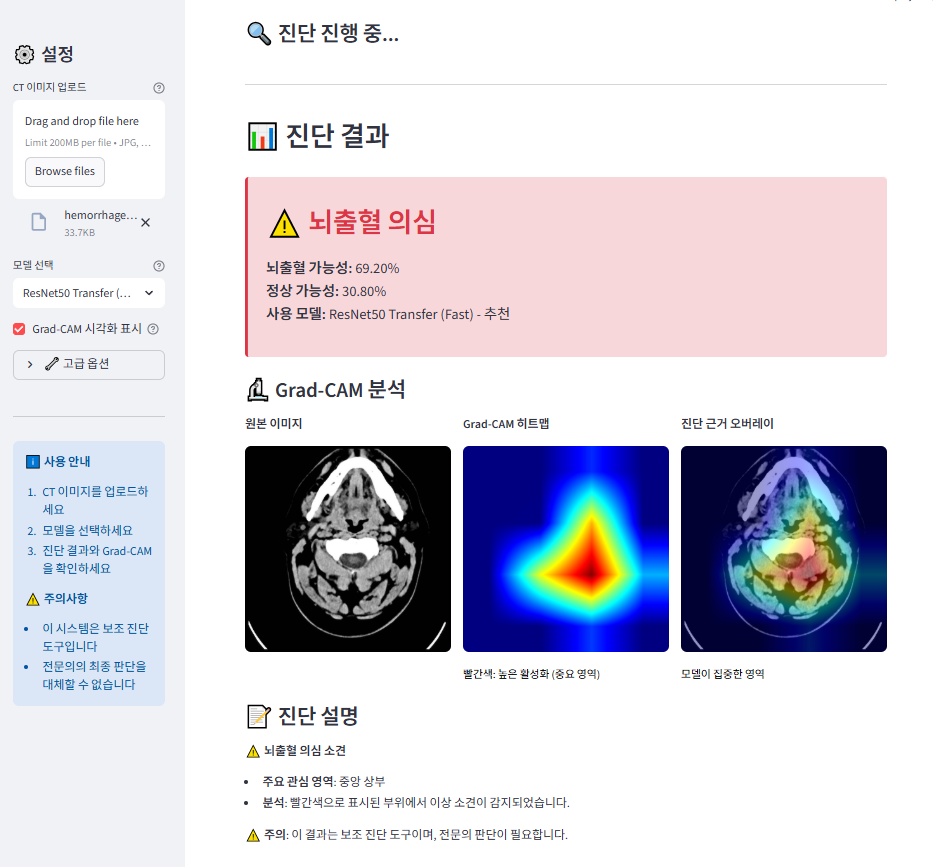 설정
CT 이미지 업로드
Drag and drop file here
Limit 200MB per file • JPG, ...
Browse files
hemorrhage...
33.7KB
모델 선택
ResNet50 Transfer (...
Grad-CAM 시각화 표시
고급 옵션
사용 안내
1. CT 이미지를 업로드하
세요
2. 모델을 선택하세요
3. 진단 결과와 Grad-CAM
을 확인하세요
주의사항
이 시스템은 보조 진단
도구입니다
전문의의 최종 판단을
대체할 수 없습니다
진단 진행 중...
진단 결과
뇌출혈 의심
뇌출혈 가능성: 69.20%
정상 가능성: 30.80%
사용 모델: ResNet50 Transfer (Fast) - 추천
Grad-CAM 분석
원본 이미지
Grad-CAM 히트맵
진단 근거 오버레이
빨간색: 높은 활성화 (중요 영역)
모델이 집중한 영역
진단 설명
뇌출혈 의심 소견
주요 관심 영역: 중앙 상부
분석: 빨간색으로 표시된 부위에서 이상 소견이 감지되었습니다.
주의: 이 결과는 보조 진단 도구이며, 전문의 판단이 필요합니다.